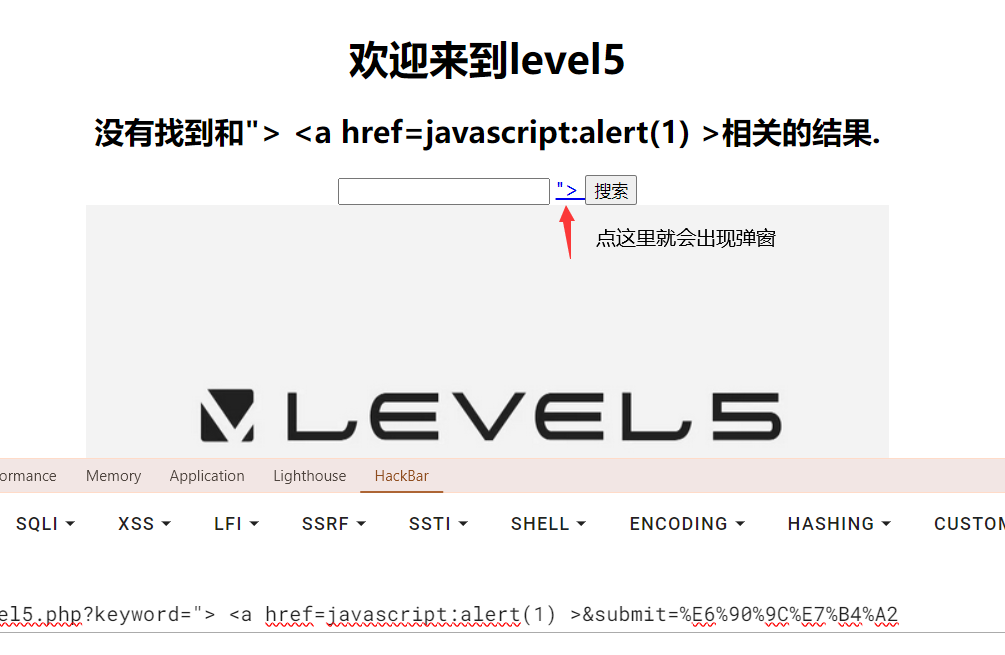 欢迎来到level5
没有找到和"> <a href=javascript:alert(1) >相关的结果.
"> 搜索
点这里就会出现弹窗
LEVEL5
ormance Memory Application Lighthouse HackBar
SQLI XSS LFI SSRF SSTI SHELL ENCODING HASHING CUSTOM
el5.php?keyword="> <a href=javascript:alert(1) >&submit=%E6%90%9C%E7%B4%A2